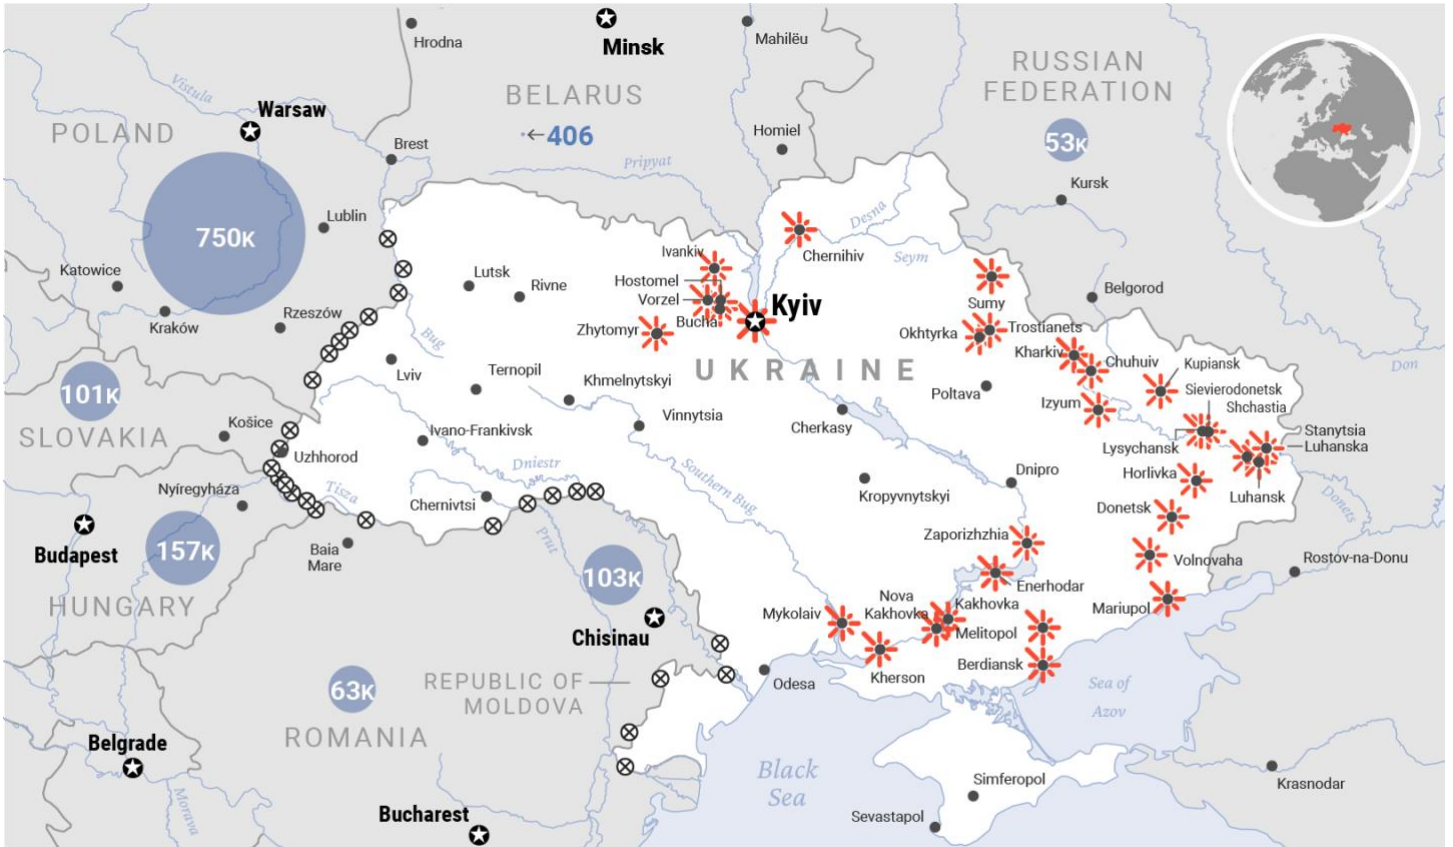 Hrodna
Minsk
Mahilëu
RUSSIAN
FEDERATION
53K
BELARUS
←406
Vistula
Warsaw
POLAND
Brest
Homiel
Pripyat
Kursk
750K
Lublin
Desna
Seym
Chernihiv
Ivankiv
Hostomel
Vorzel
Bucha
Kyiv
Zhytomyr
Katowice
Kraków
Rzeszów
Lutsk
Rivne
Bug
Sumy
Belgorod
Okhtyrka
Trostianets
Kharkiv
Chuhuiv
Kupiansk
Sievierodonetsk
Shchastia
Don
UKRAINE
Lviv
Ternopil
Khmelnytskyi
Poltava
Izyum
101K
SLOVAKIA
Košice
Uzhhorod
Ivano-Frankivsk
Vinnytsia
Cherkasy
Lysychansk
Stanytsia
Luhanska
Dniestr
Southern Bug
Dnipro
Horlivka
Luhansk
Donets
Nyíregyháza
Tisza
Chernivtsi
Kropyvnytskyi
Donetsk
Budapest
157K
HUNGARY
Baia
Mare
Prut
103K
Zaporizhzhia
Volnovaha
Rostov-na-Donu
Enerhodar
Chisinau
Mykolaiv
Nova
Kakhovka
Kakhovka
Melitopol
Mariupol
Kherson
Berdiansk
63K
ROMANIA
REPUBLIC OF
MOLDOVA
Odesa
Sea of
Azov
Belgrade
Morava
Bucharest
Black
Sea
Simferopol
Sevastapol
Krasnodar